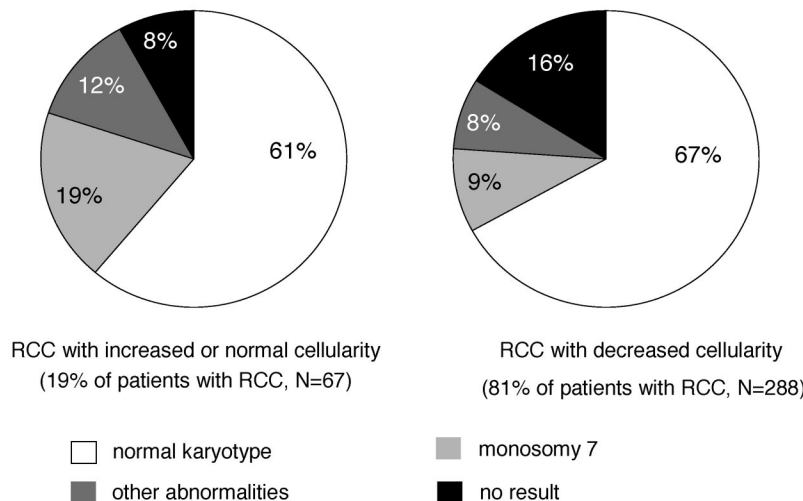 8%
12%
19%
61%
16%
8%
9%
67%
RCC with increased or normal cellularity
(19% of patients with RCC, N=67)
RCC with decreased cellularity
(81% of patients with RCC, N=288)
normal karyotype
monosomy 7
other abnormalities
no result